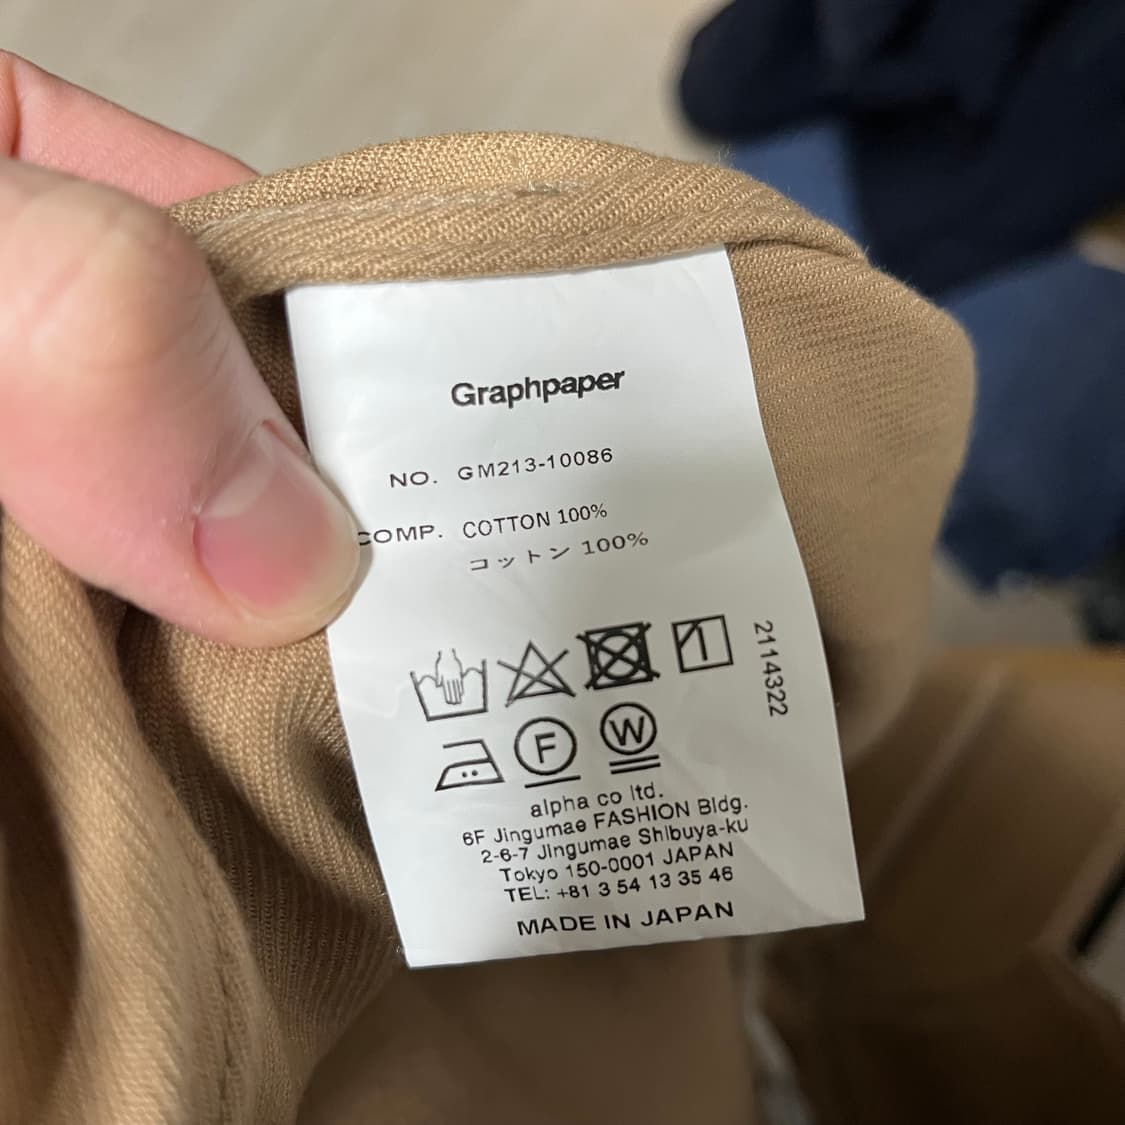 Graphpaper
NO. GM213-10086
COMP. COTTON 100%
コットン 100%
2114322
F W
alpha co ltd.
6F Jingumae FASHION Bldg.
2-6-7 Jingumae Shibuya-ku
Tokyo 150-0001 JAPAN
TEL: +81 3 54 13 35 46
MADE IN JAPAN